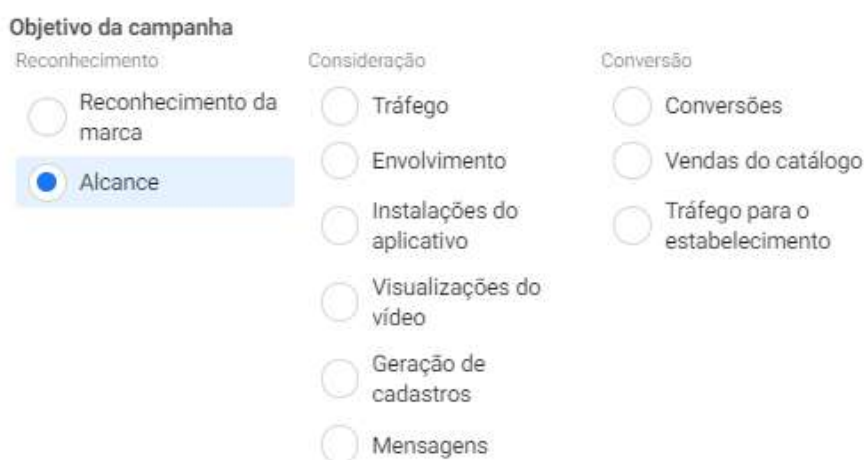 Objetivo da campanha
Reconhecimento
Reconhecimento da
marca
Alcance
Consideração
Tráfego
Envolvimento
Instalações do
aplicativo
Visualizações do
vídeo
Geração de
cadastros
Mensagens
Conversão
Conversões
Vendas do catálogo
Tráfego para o
estabelecimento